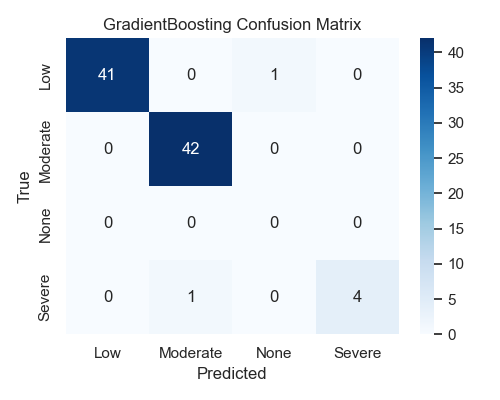 GradientBoosting Confusion Matrix
Low 41 0 1 0
Moderate 0 42 0 0
None 0 0 0 0
Severe 0 1 0 4
True
Low Moderate None Severe
Predicted
40
35
30
25
20
15
10
5
0